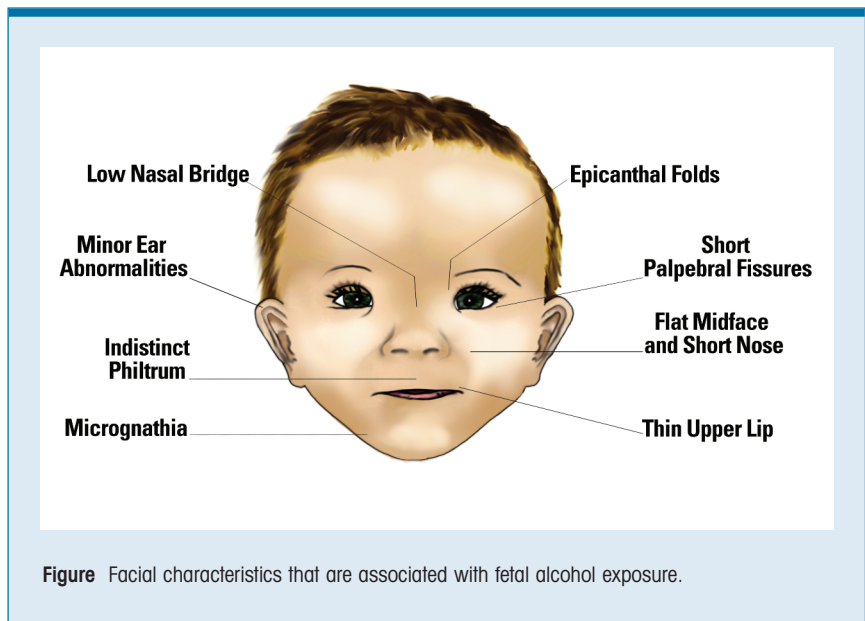 Low Nasal Bridge
Epicanthal Folds
Minor Ear
Abnormalities
Short
Palpebral Fissures
Indistinct
Philtrum
Flat Midface
and Short Nose
Micrognathia
Thin Upper Lip
Figure Facial characteristics that are associated with fetal alcohol exposure.